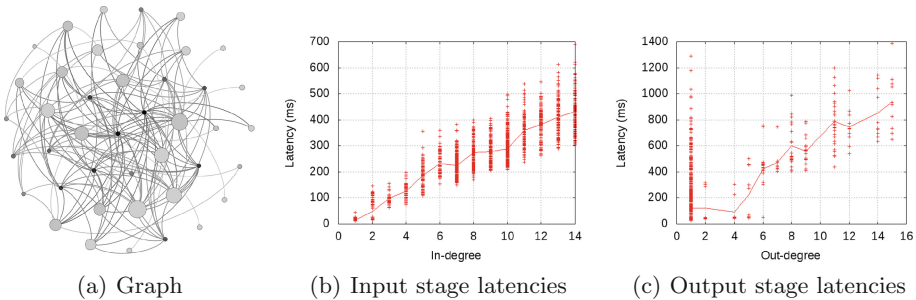 700
600
500
400
300
200
100
0
Latency (ms)
0 2 4 6 8 10 12 14
In-degree
1400
1200
1000
800
600
400
200
0
Latency (ms)
0 2 4 6 8 10 12 14 16
Out-degree
(a) Graph
(b) Input stage latencies
(c) Output stage latencies